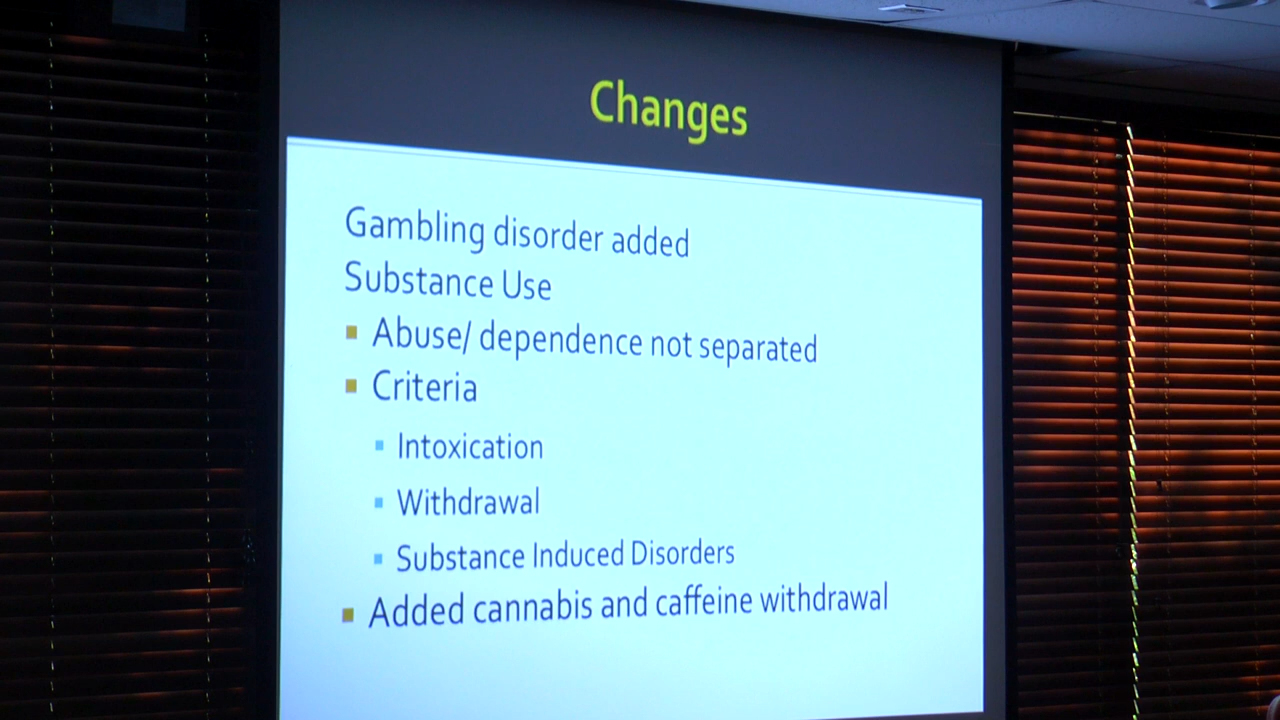 Changes
Gambling disorder added
Substance Use
Abuse/ dependence not separated
Criteria
Intoxication
Withdrawal
Substance Induced Disorders
Added cannabis and caffeine withdrawal